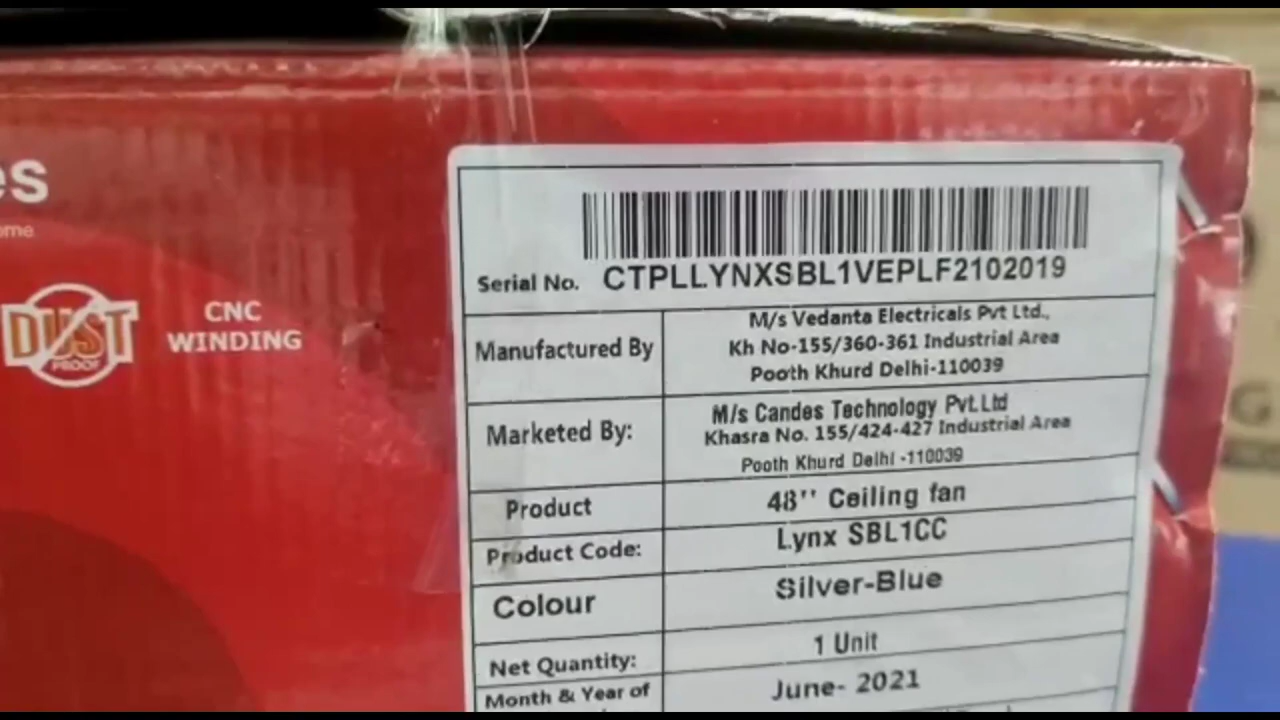 es
ome
DUST
PROOF
CNC
WINDING
Serial No. CTPLLYNXSBL1VEPLF2102019
Manufactured By
M/s Vedanta Electricals Pvt Ltd.,
Kh No-155/360-361 Industrial Area
Pooth Khurd Delhi-110039
Marketed By:
M/s Candes Technology Pvt.Ltd
Khasra No. 155/424-427 Industrial Area
Pooth Khurd Delhi -110039
Product 48'' Ceiling fan
Product Code: Lynx SBL1CC
Colour Silver-Blue
Net Quantity: 1 Unit
Month & Year of June- 2021